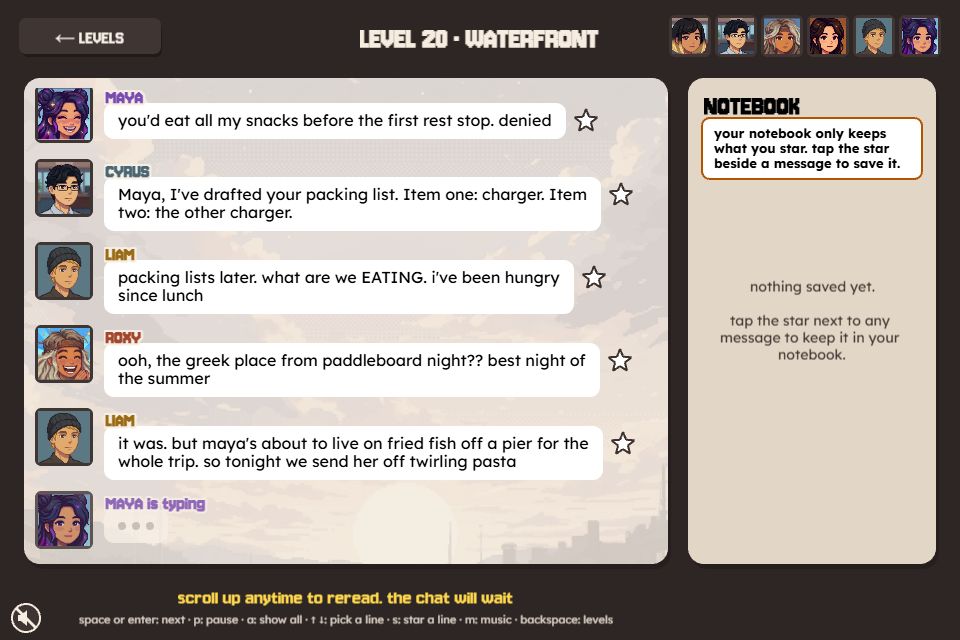 ← LEVELS
LEVEL 20 · WATERFRONT
MAYA
you'd eat all my snacks before the first rest stop. denied
CYRUS
Maya, I've drafted your packing list. Item one: charger. Item
two: the other charger.
LIAM
packing lists later. what are we EATING. i've been hungry
since lunch
ROXY
ooh, the greek place from paddleboard night?? best night of
the summer
LIAM
it was. but maya's about to live on fried fish off a pier for the
whole trip. so tonight we send her off twirling pasta
MAYA is typing
NOTEBOOK
your notebook only keeps
what you star. tap the star
beside a message to save it.
nothing saved yet.
tap the star next to any
message to keep it in your
notebook.
scroll up anytime to reread. the chat will wait
space or enter: next · p: pause · a: show all · ↑ ↓: pick a line · s: star a line · m: music · backspace: levels